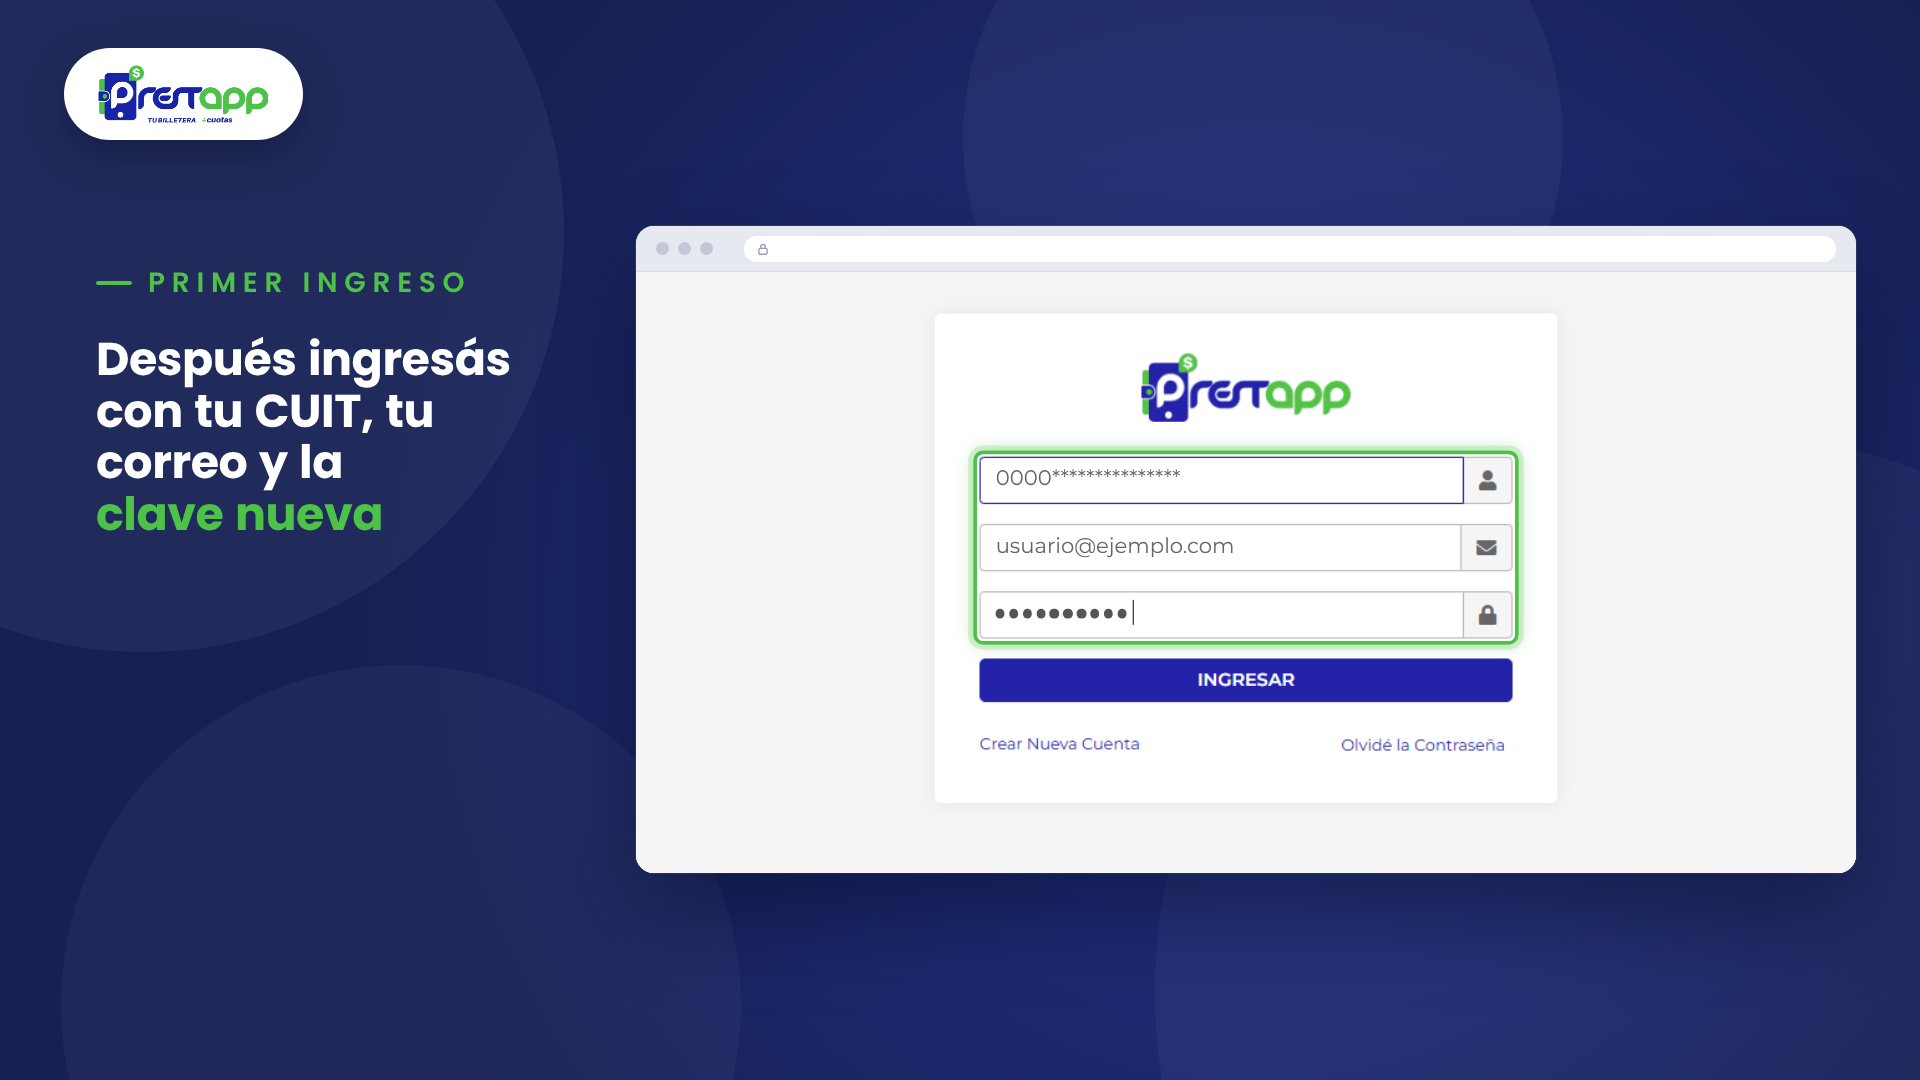 $
Prestapp
TU BILLETERA +cuotas
PRIMER INGRESO
Después ingresás
con tu CUIT, tu
correo y la
clave nueva
$
Prestapp
0000***************
usuario@ejemplo.com
••••••••••
INGRESAR
Crear Nueva Cuenta
Olvidé la Contraseña